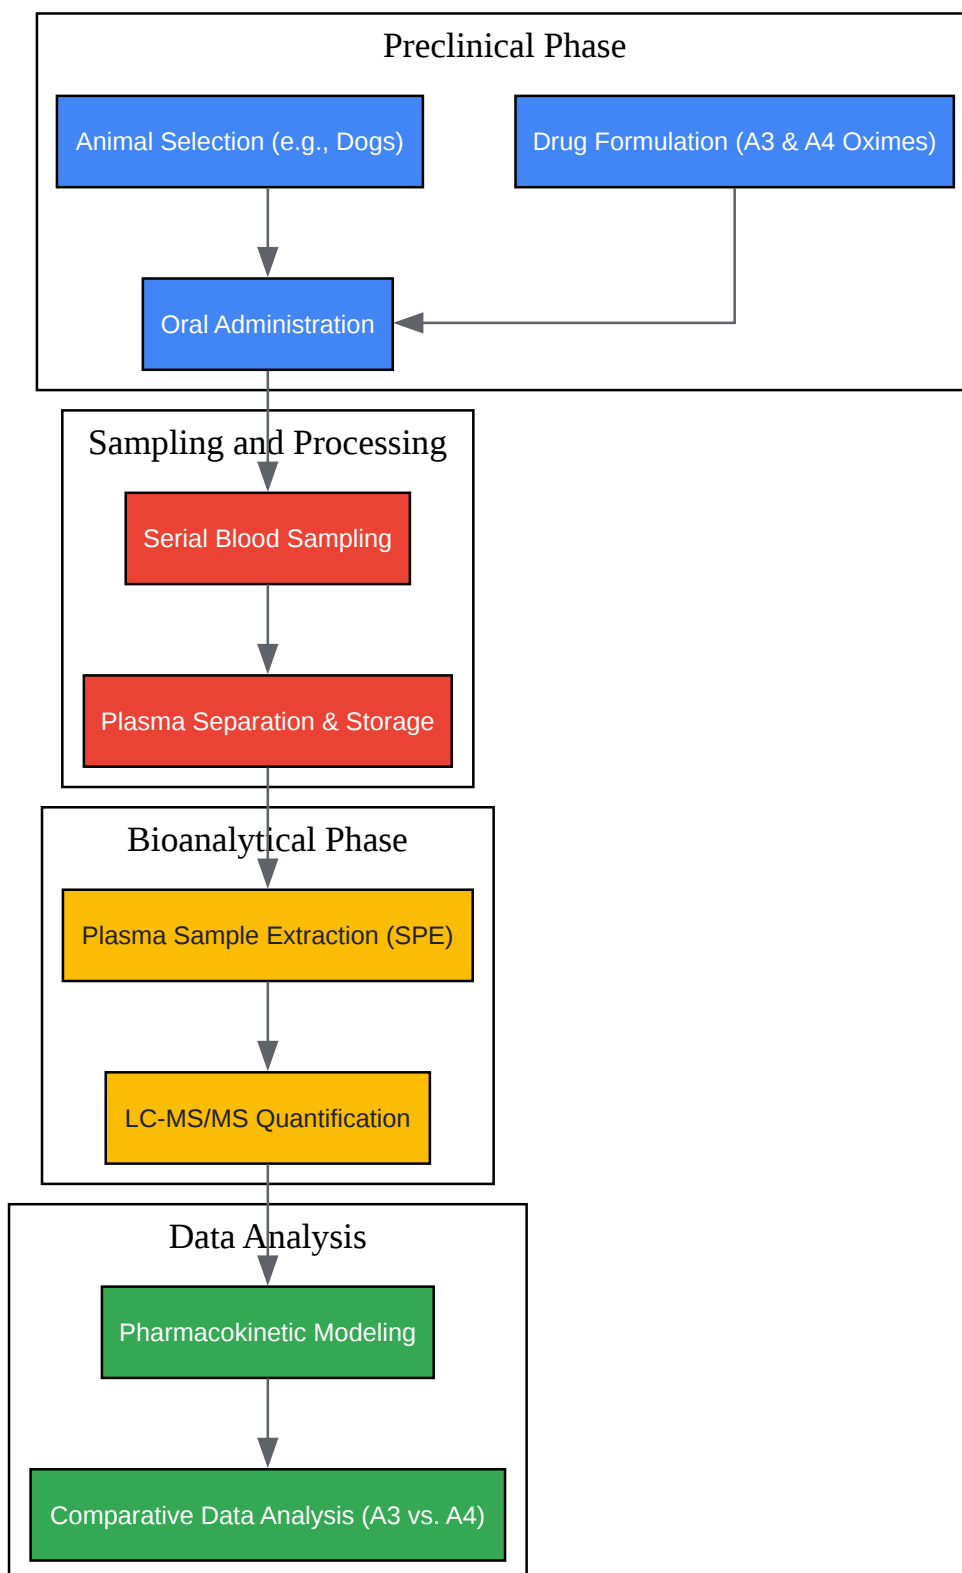 Preclinical Phase
Animal Selection (e.g., Dogs)
Drug Formulation (A3 & A4 Oximes)
Oral Administration
Sampling and Processing
Serial Blood Sampling
Plasma Separation & Storage
Bioanalytical Phase
Plasma Sample Extraction (SPE)
LC-MS/MS Quantification
Data Analysis
Pharmacokinetic Modeling
Comparative Data Analysis (A3 vs. A4)